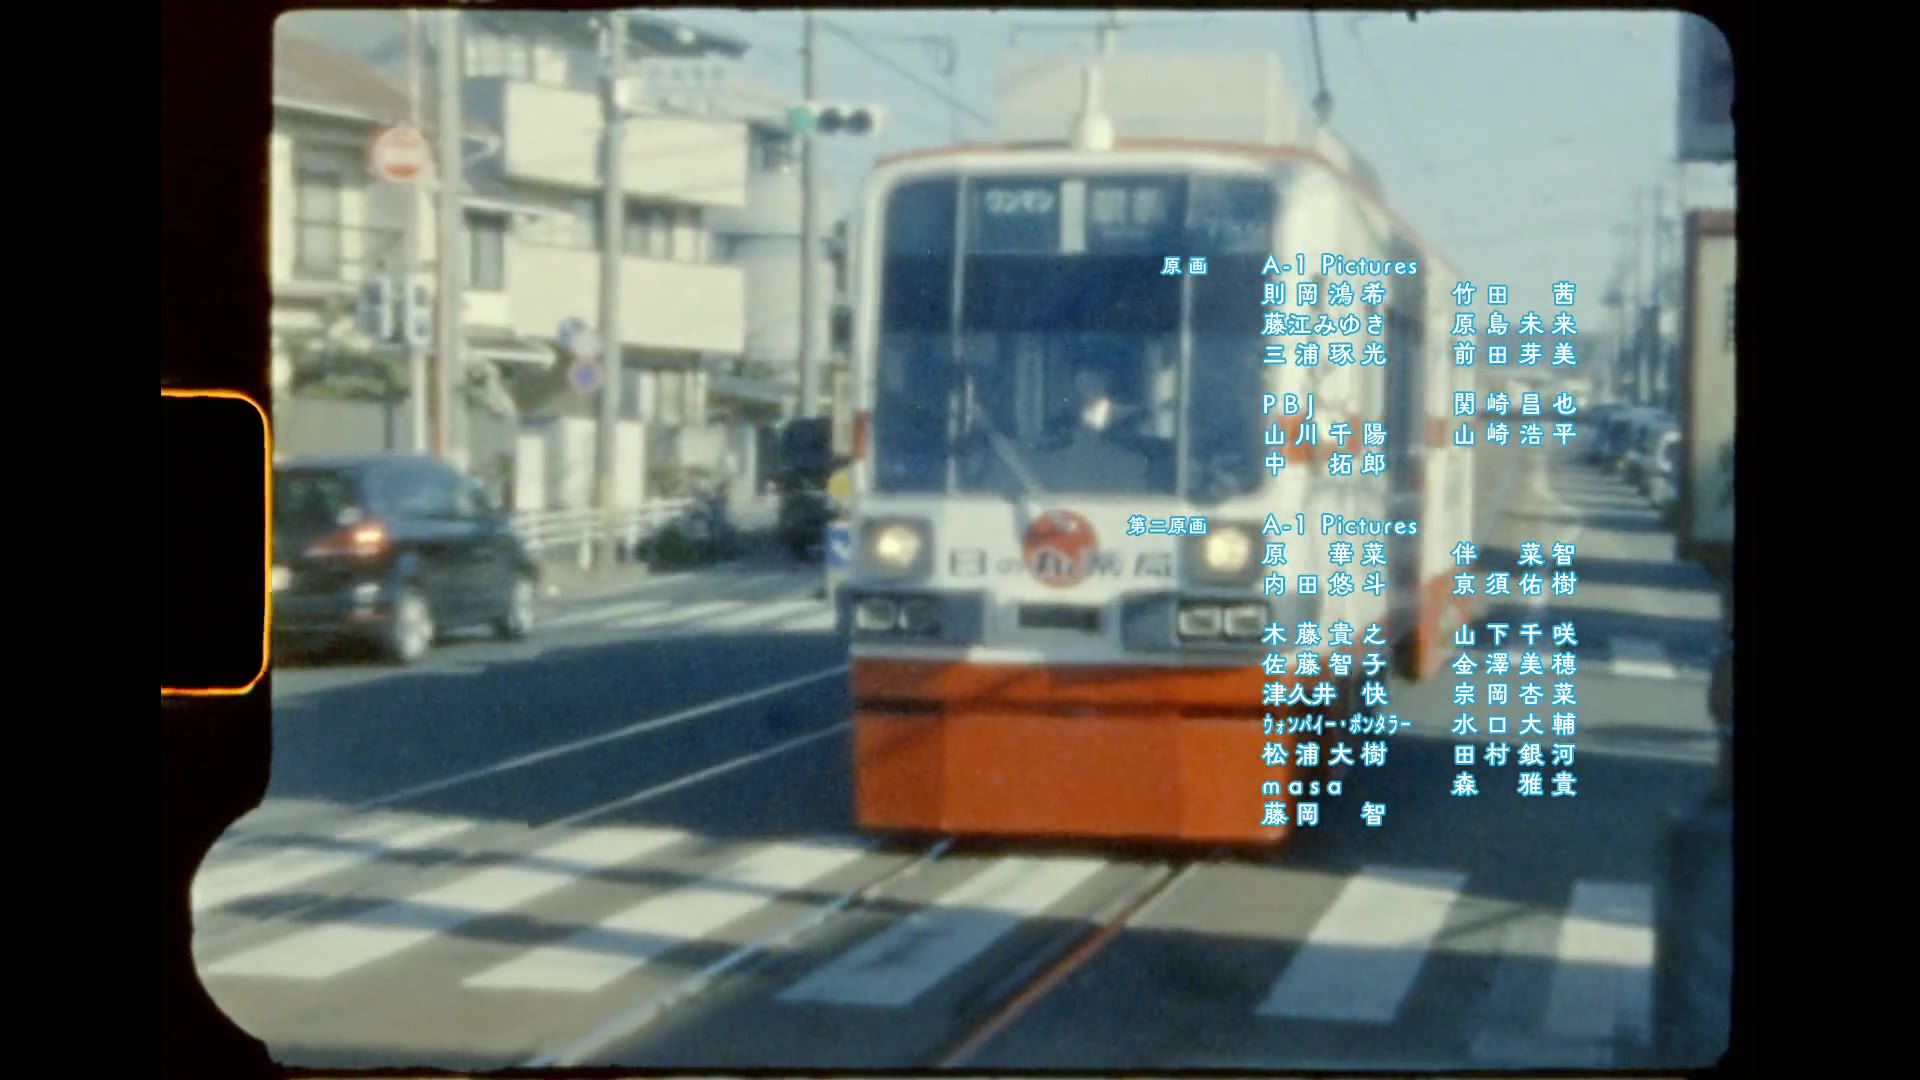 ワンマン
日の丸薬局
原画 A-1 Pictures
則岡鴻希 竹田 茜
藤江みゆき 原島未来
三浦琢光 前田芽美
PBJ 関崎昌也
山川千陽 山崎浩平
中 拓郎
第二原画 A-1 Pictures
原 華菜 伴 菜智
内田悠斗 亰須佑樹
木藤貴之 山下千咲
佐藤智子 金澤美穂
津久井 快 宗岡杏菜
ウォンパイー・ポンタラー 水口大輔
松浦大樹 田村銀河
masa 森 雅貴
藤岡 智